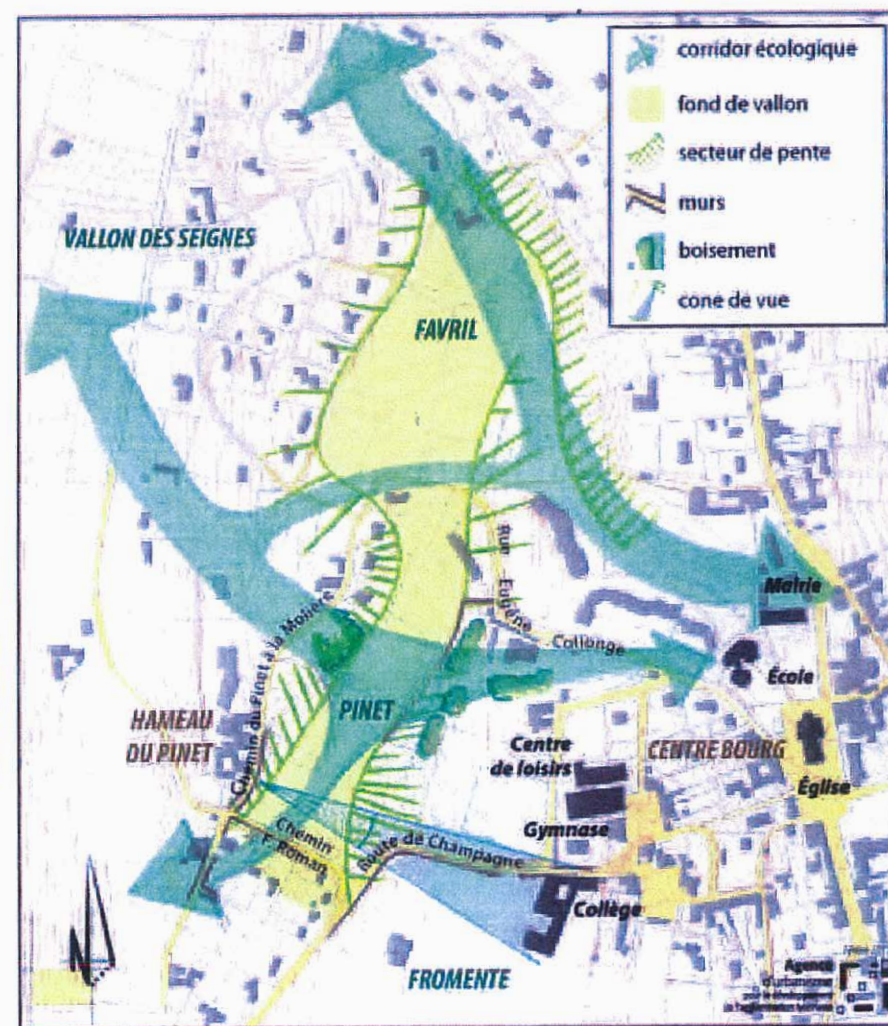 corridor écologique
fond de vallon
secteur de pente
murs
boisement
cone de vue
VALLON DES SEIGNES
FAVRIL
Rue Eugène Collonge
Mairie
Chemin du Pinet à la Molière
École
PINET
HAMEAU
DU PINET
Centre
de loisirs
CENTRE BOURG
Église
Gymnase
Chemin
F. Roman
Route de Champagne
Collège
FROMENTE
N
Agence
d'urbanisme